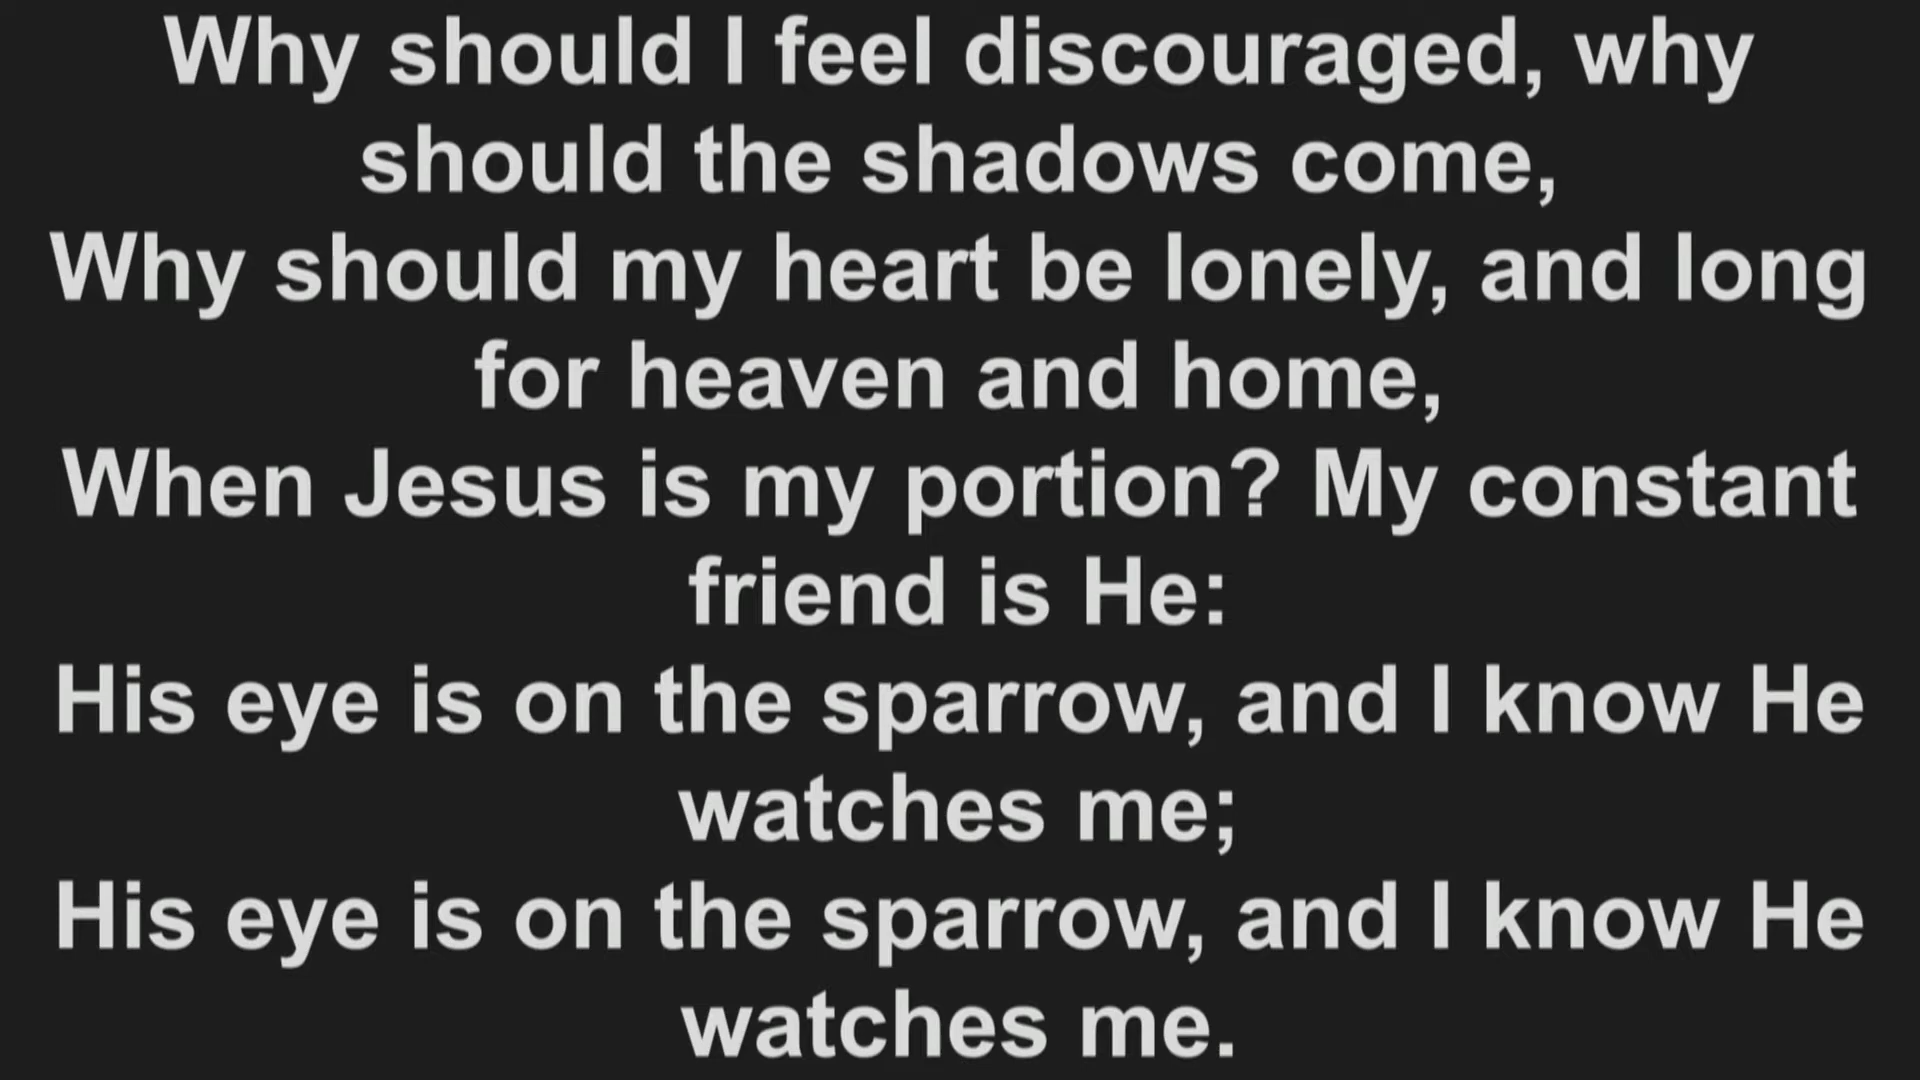 Why should I feel discouraged, why
should the shadows come,
Why should my heart be lonely, and long
for heaven and home,
When Jesus is my portion? My constant
friend is He:
His eye is on the sparrow, and I know He
watches me;
His eye is on the sparrow, and I know He
watches me.